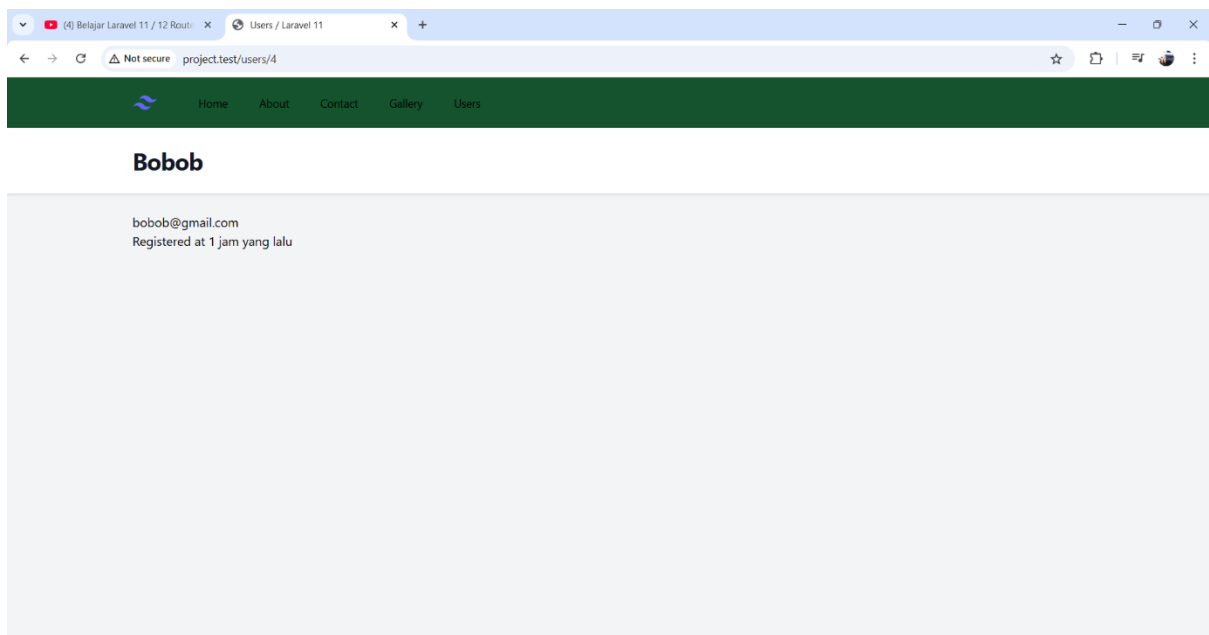 (4) Belajar Laravel 11 / 12 Route
Users / Laravel 11
Not secure project.test/users/4
Home About Contact Gallery Users
Bobob
bobob@gmail.com
Registered at 1 jam yang lalu